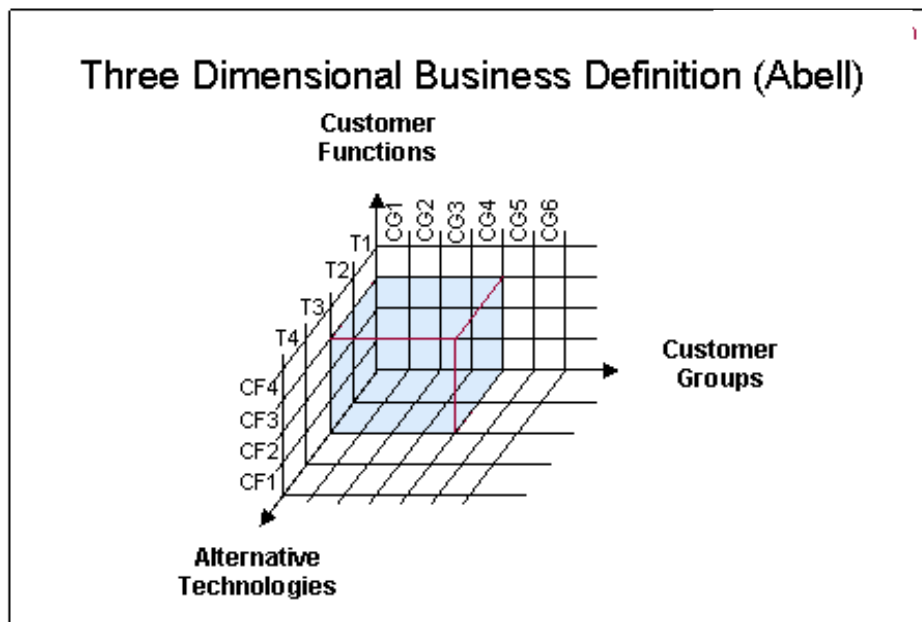 Three Dimensional Business Definition (Abell)
Customer
Functions
CG1
CG2
CG3
CG4
CG5
CG6
T1
T2
T3
T4
CF4
CF3
CF2
CF1
Customer
Groups
Alternative
Technologies